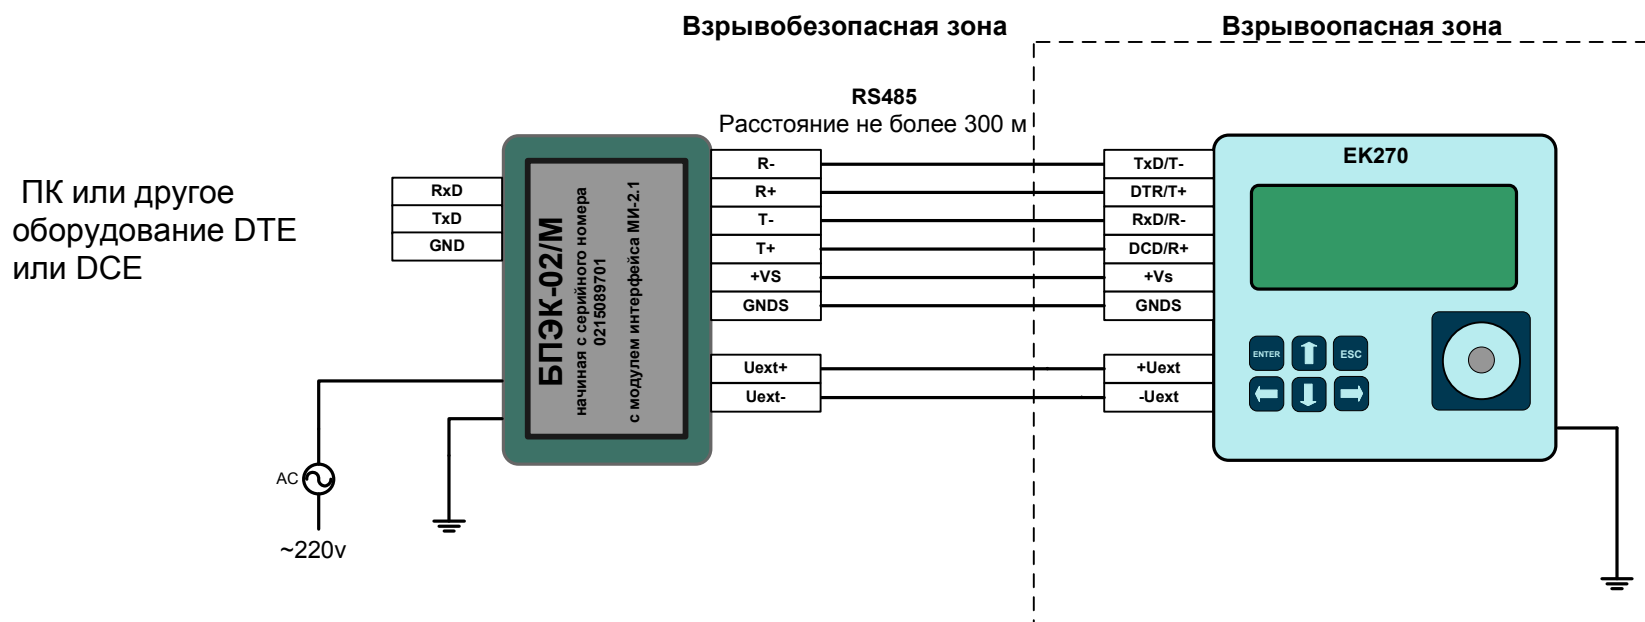 Взрывобезопасная зона
Взрывоопасная зона
RS485
Расстояние не более 300 м
ПК или другое
оборудование DTE
или DCE
RxD
TxD
GND
БПЭК-02/М
начиная с серийного номера
0215089701
с модулем интерфейса МИ-2.1
R-
R+
T-
T+
+VS
GNDS
Uext+
Uext-
TxD/T-
DTR/T+
RxD/R-
DCD/R+
+Vs
GNDS
+Uext
-Uext
EK270
ENTER
ESC
AC
~220v